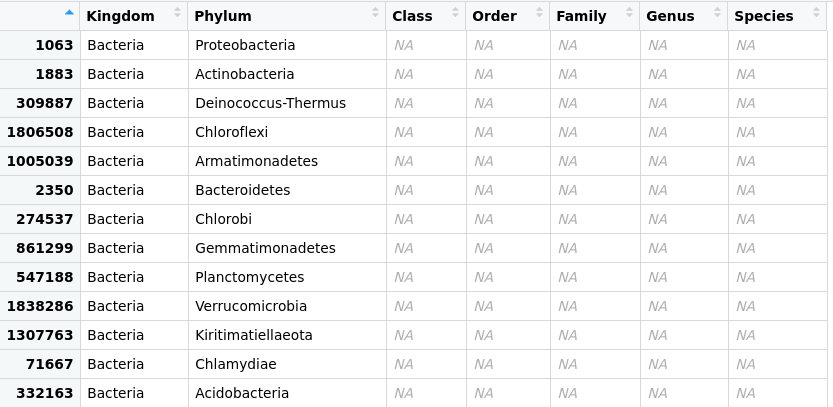 Kingdom Phylum Class Order Family Genus Species
1063 Bacteria Proteobacteria NA NA NA NA NA
1883 Bacteria Actinobacteria NA NA NA NA NA
309887 Bacteria Deinococcus-Thermus NA NA NA NA NA
1806508 Bacteria Chloroflexi NA NA NA NA NA
1005039 Bacteria Armatimonadetes NA NA NA NA NA
2350 Bacteria Bacteroidetes NA NA NA NA NA
274537 Bacteria Chlorobi NA NA NA NA NA
861299 Bacteria Gemmatimonadetes NA NA NA NA NA
547188 Bacteria Planctomycetes NA NA NA NA NA
1838286 Bacteria Verrucomicrobia NA NA NA NA NA
1307763 Bacteria Kiritimatiellaeota NA NA NA NA NA
71667 Bacteria Chlamydiae NA NA NA NA NA
332163 Bacteria Acidobacteria NA NA NA NA NA